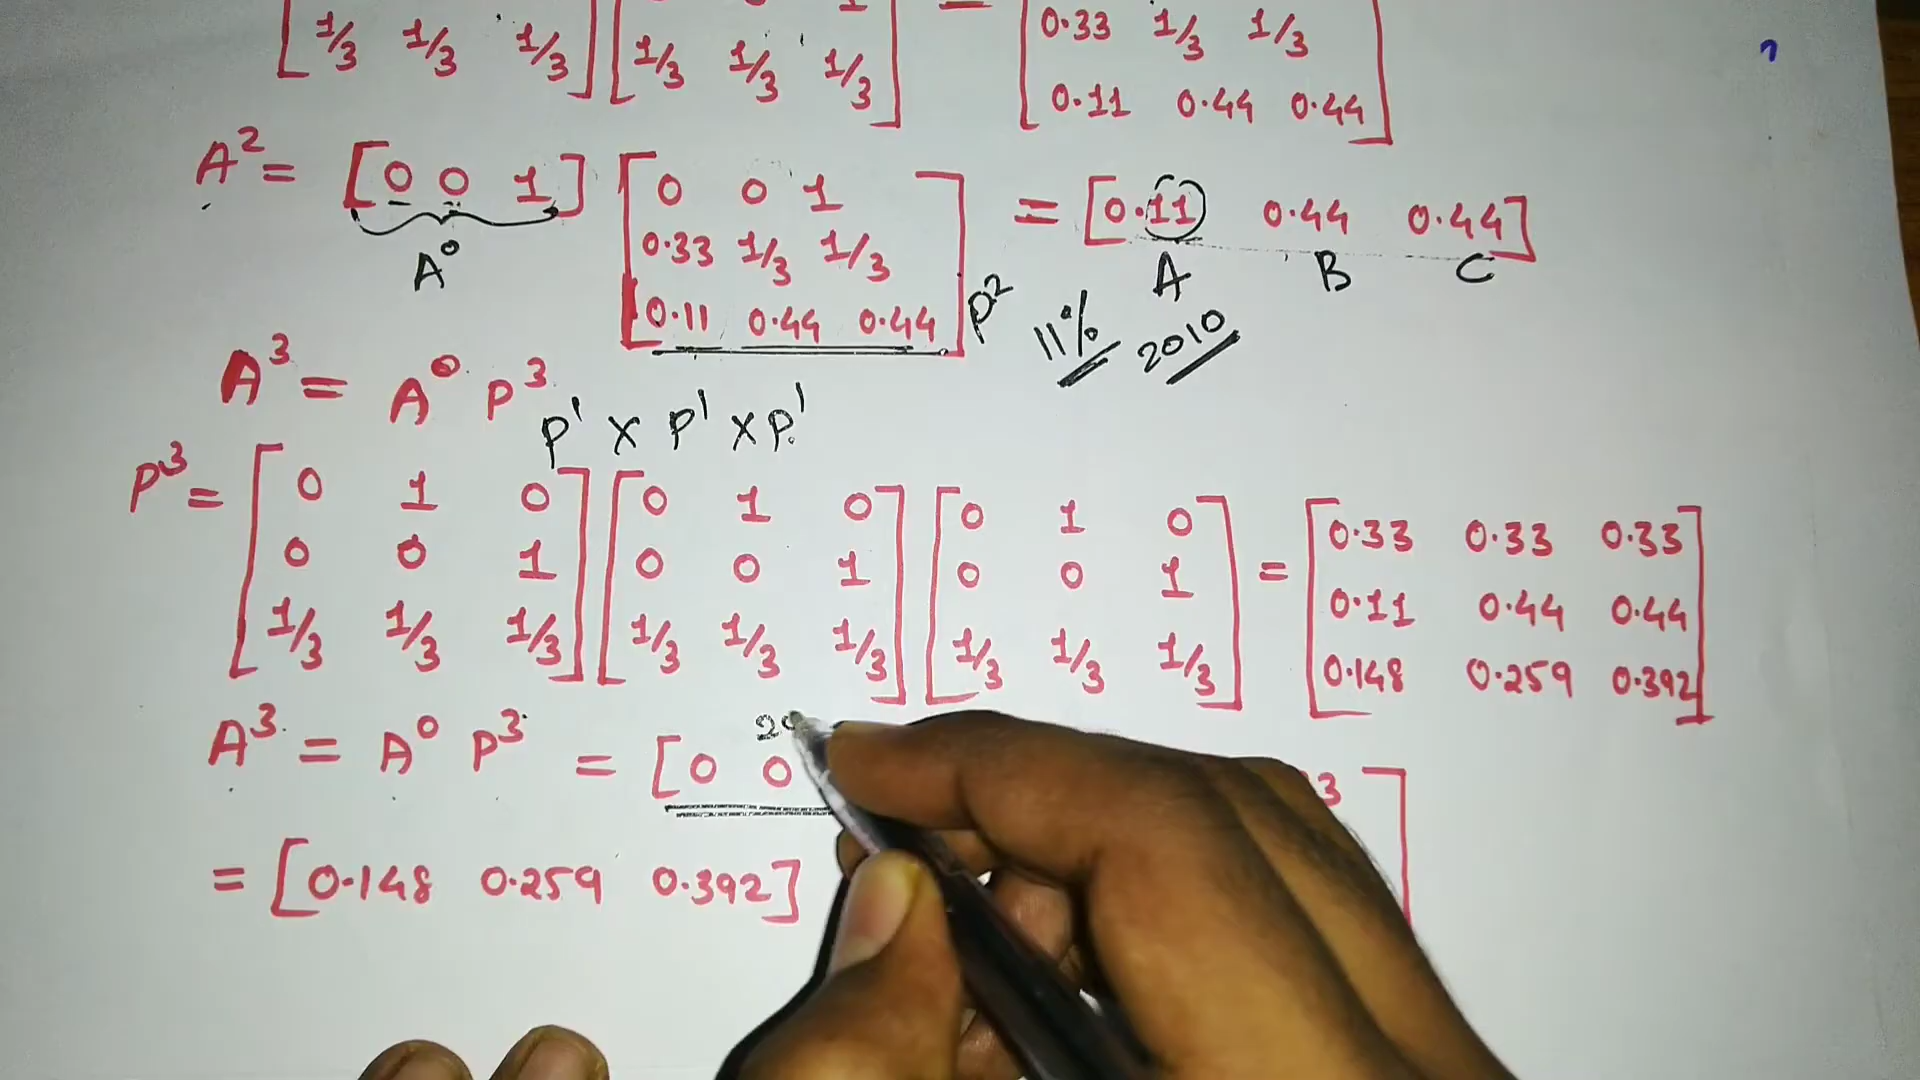 1/3 1/3 1/3 1/3 1/3 1/3 0.33 1/3 1/3
0.11 0.44 0.44
A² = [0 0 1] 0 0 1 = [0.11 0.44 0.44]
0.33 1/3 1/3
0.11 0.44 0.44
A⁰ P² A B C
11% 2010
A³ = A⁰ P³
P¹ X P¹ X P¹
P³ = 0 1 0 0 1 0 0 1 0 = 0.33 0.33 0.33
0 0 1 0 0 1 0 0 1 0.11 0.44 0.44
1/3 1/3 1/3 1/3 1/3 1/3 1/3 1/3 1/3 0.148 0.259 0.392
A³ = A⁰ P³ = [0 0
= [0.148 0.259 0.392]